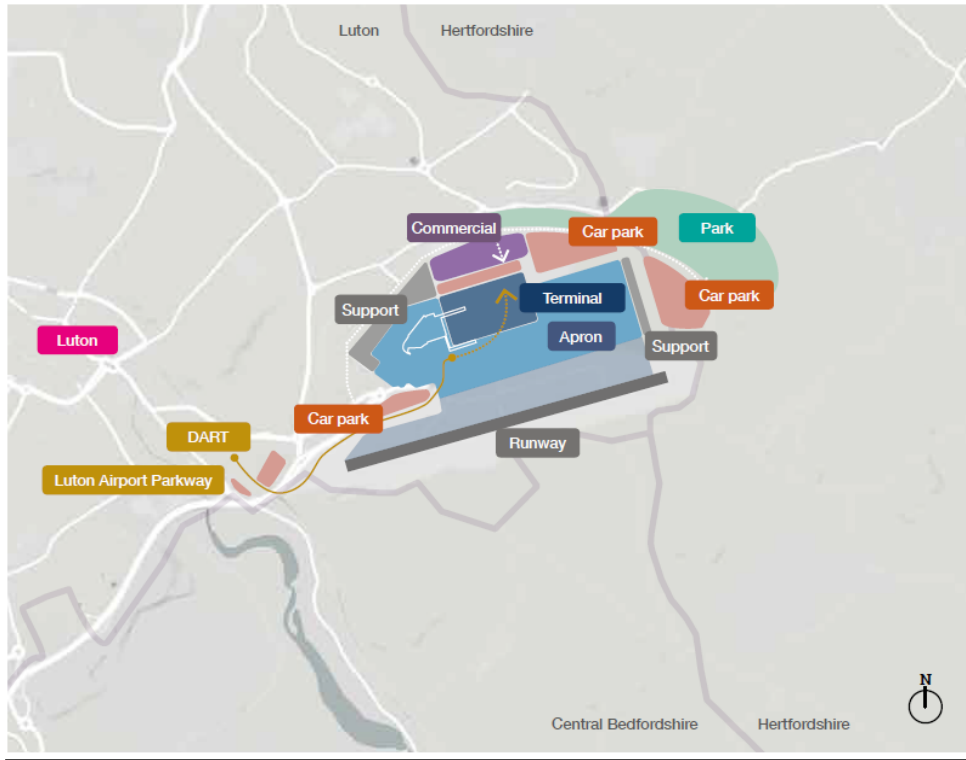 Luton
Hertfordshire
Commercial
Car park
Park
Support
Terminal
Car park
Luton
Apron
Support
Car park
DART
Runway
Luton Airport Parkway
N
Central Bedfordshire
Hertfordshire